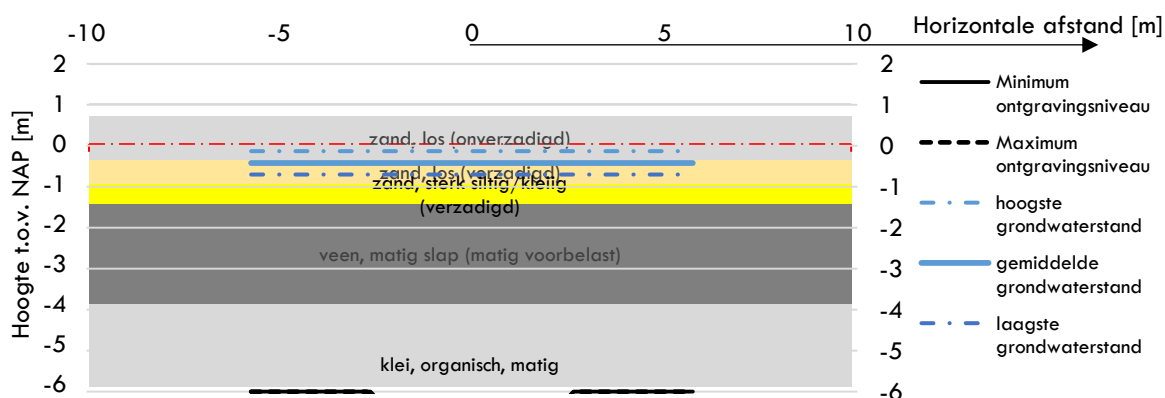 -10 -5 0 5 10 Horizontale afstand [m]
Hoogte t.o.v. NAP [m]
2 2
1 1
0 0
-1 -1
-2 -2
-3 -3
-4 -4
-5 -5
-6 -6
zand, los (onverzadigd)
zand, los (verzadigd)
zand, sterk siltig/kleiig
(verzadigd)
veen, matig slap (matig voorbelast)
klei, organisch, matig
Minimum
ontgravingsniveau
Maximum
ontgravingsniveau
hoogste
grondwaterstand
gemiddelde
grondwaterstand
laagste
grondwaterstand